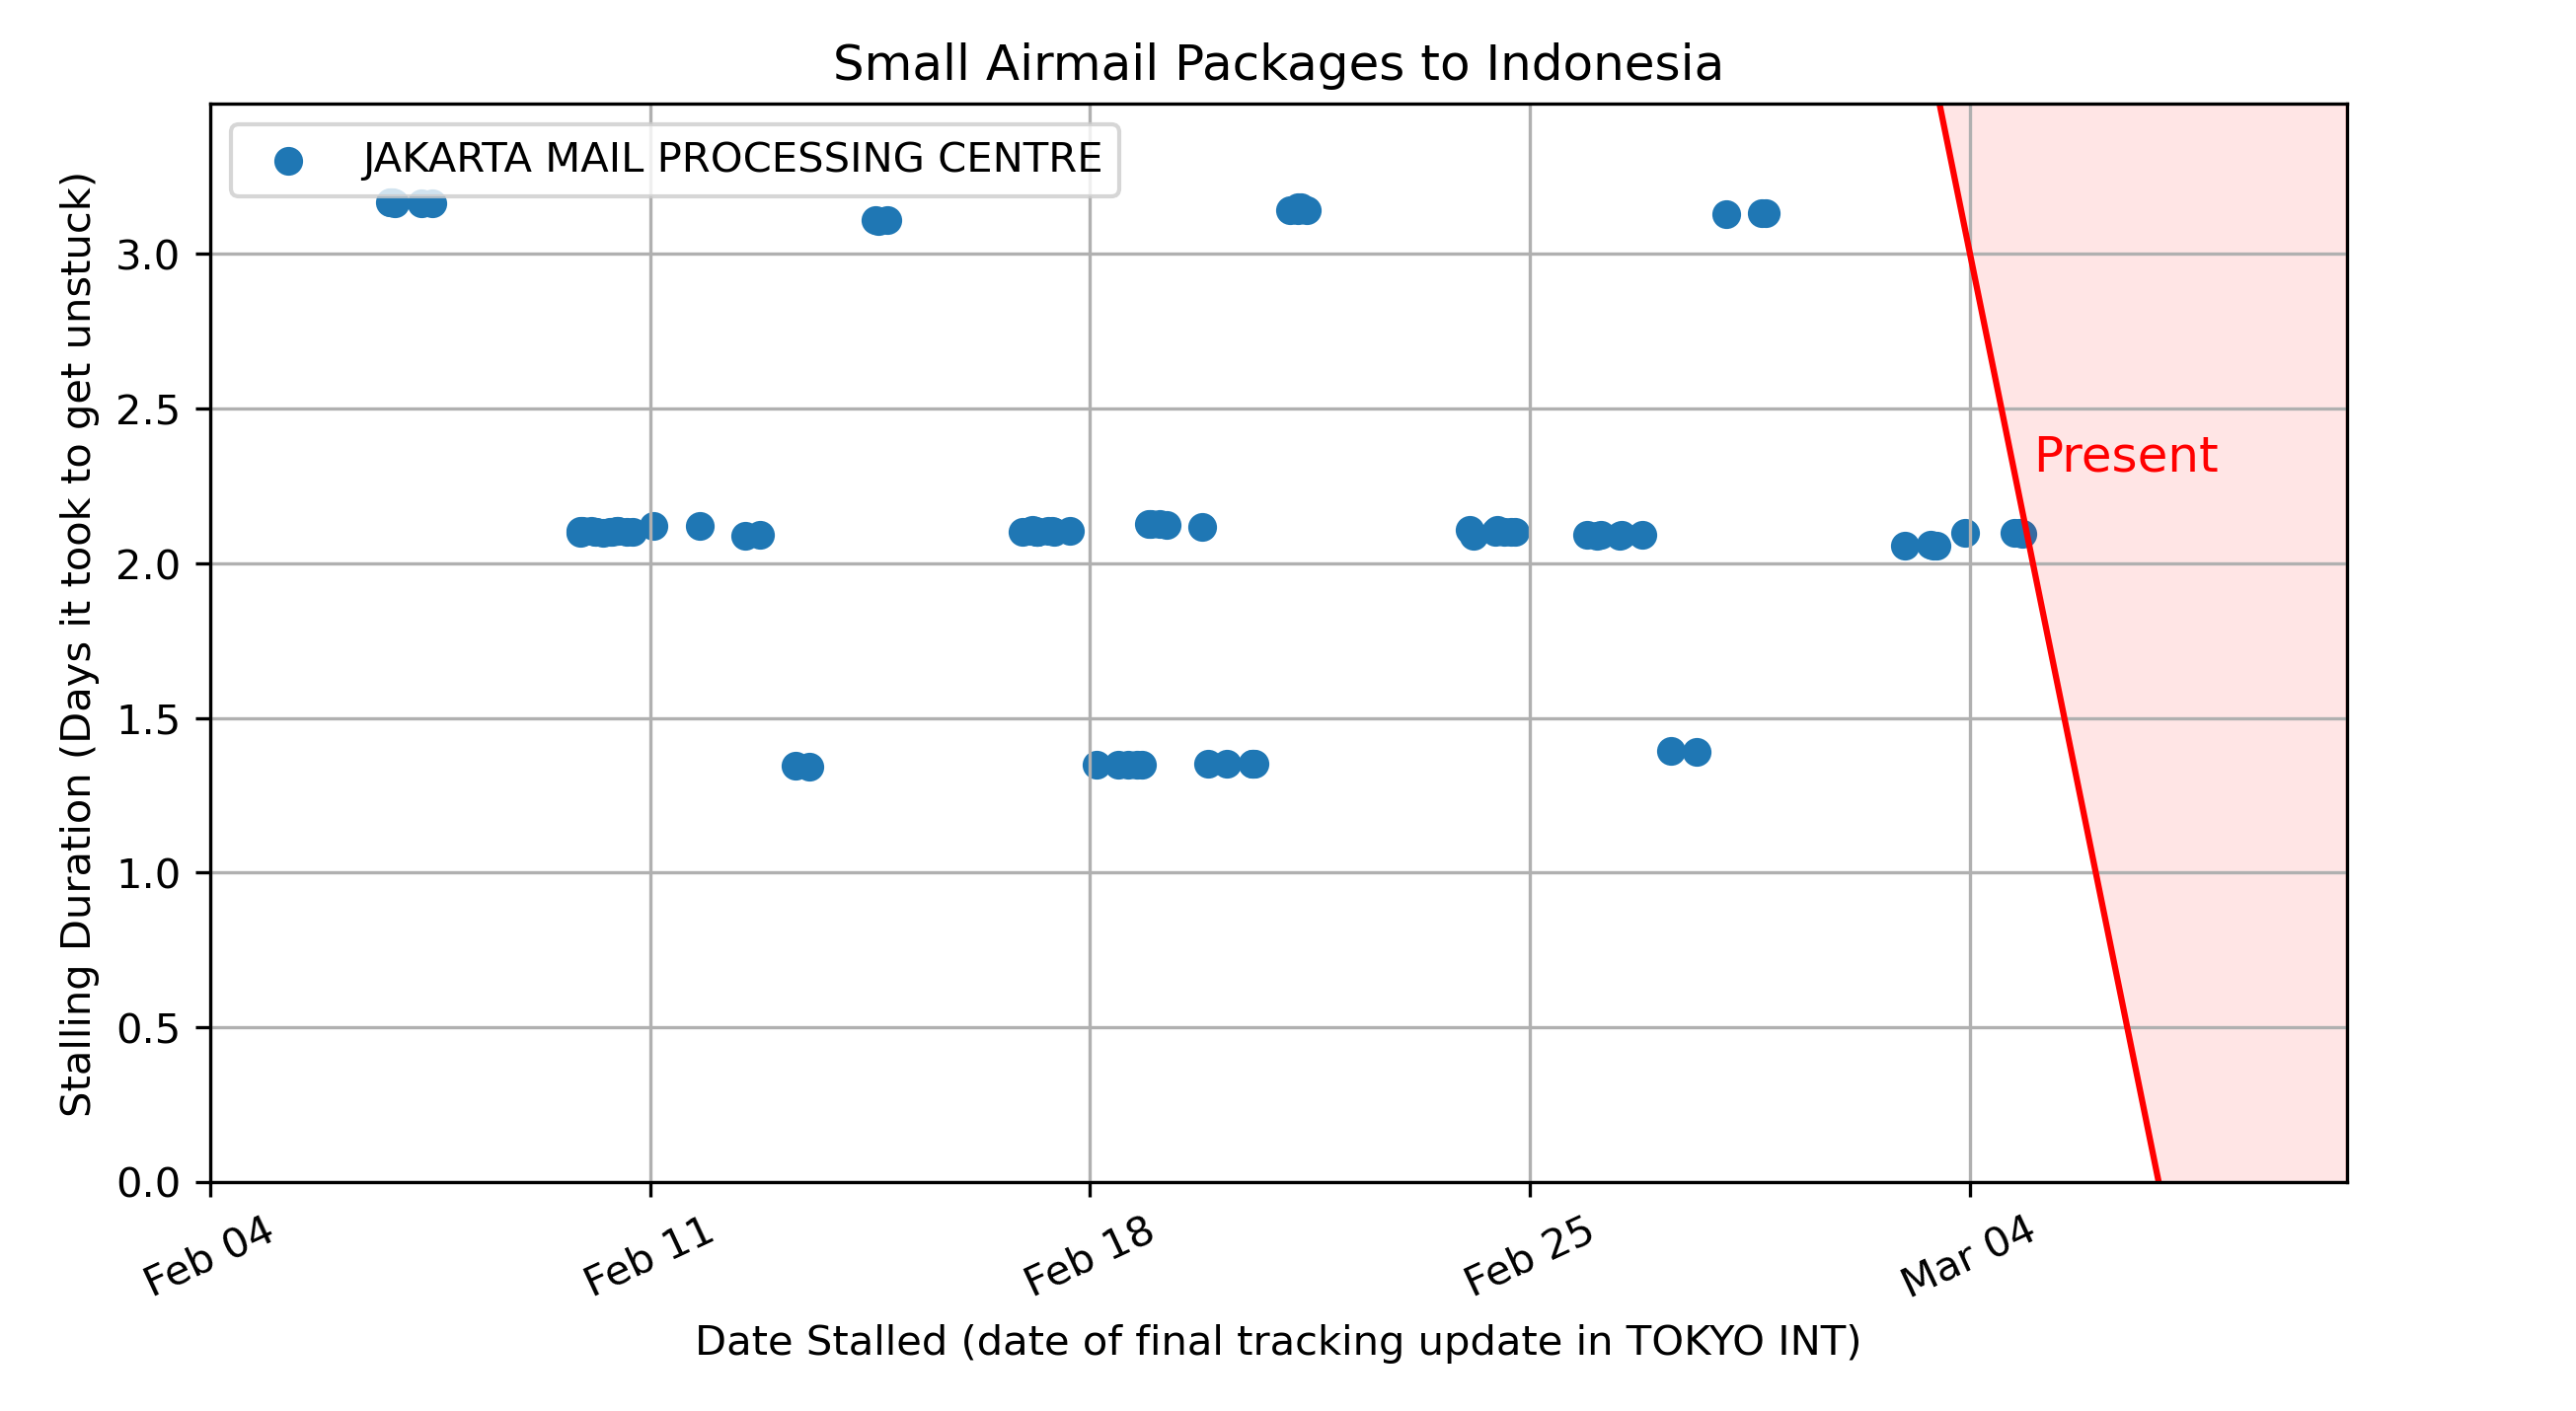 Small Airmail Packages to Indonesia
JAKARTA MAIL PROCESSING CENTRE
Stalling Duration (Days it took to get unstuck)
3.0
2.5
2.0
1.5
1.0
0.5
0.0
Present
Feb 04
Feb 11
Feb 18
Feb 25
Mar 04
Date Stalled (date of final tracking update in TOKYO INT)